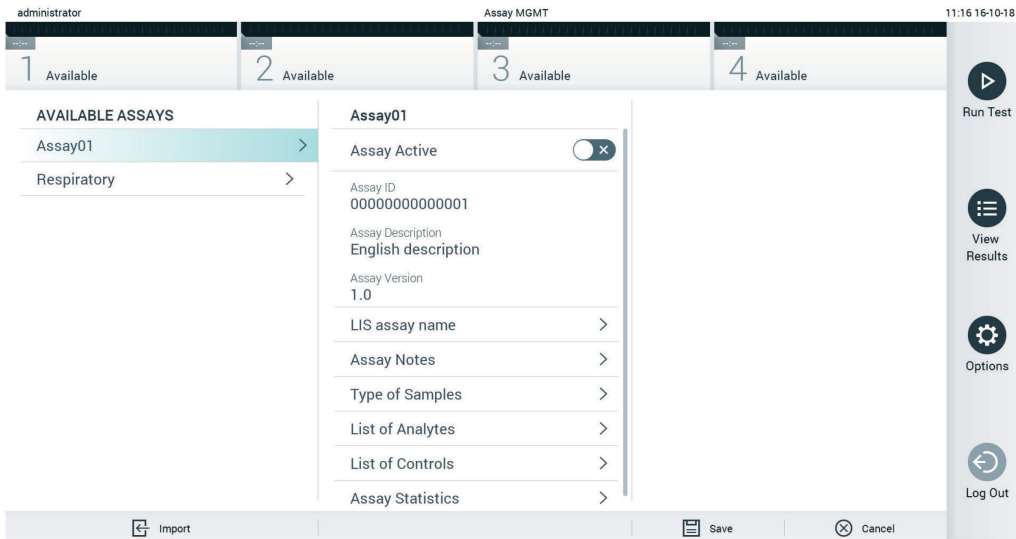 administrator
Assay MGMT
11:16 16-10-18
--:--
--:--
--:--
--:--
1 Available
2 Available
3 Available
4 Available
AVAILABLE ASSAYS
Assay01
Respiratory
Assay01
Assay Active
Assay ID
00000000000001
Assay Description
English description
Assay Version
1.0
LIS assay name
Assay Notes
Type of Samples
List of Analytes
List of Controls
Assay Statistics
Run Test
View
Results
Options
Log Out
Import
Save
Cancel